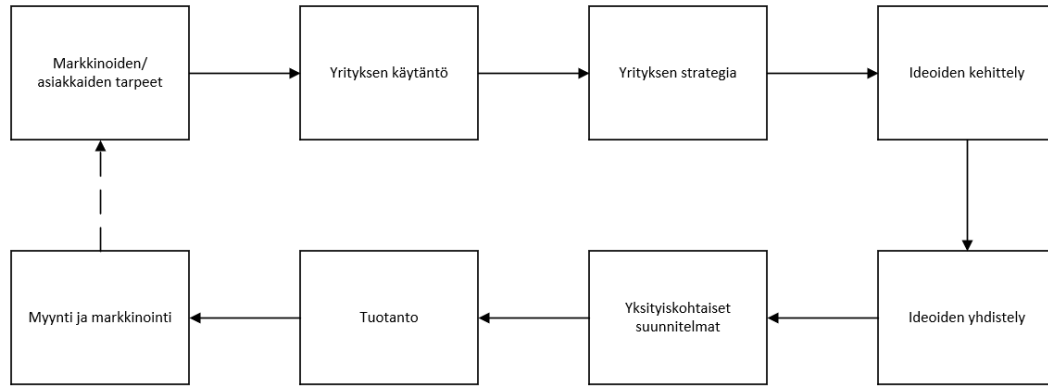 Markkinoiden/
asiakkaiden tarpeet
Yrityksen käytäntö
Yrityksen strategia
Ideoiden kehittely
Myynti ja markkinointi
Tuotanto
Yksityiskohtaiset
suunnitelmat
Ideoiden yhdistely